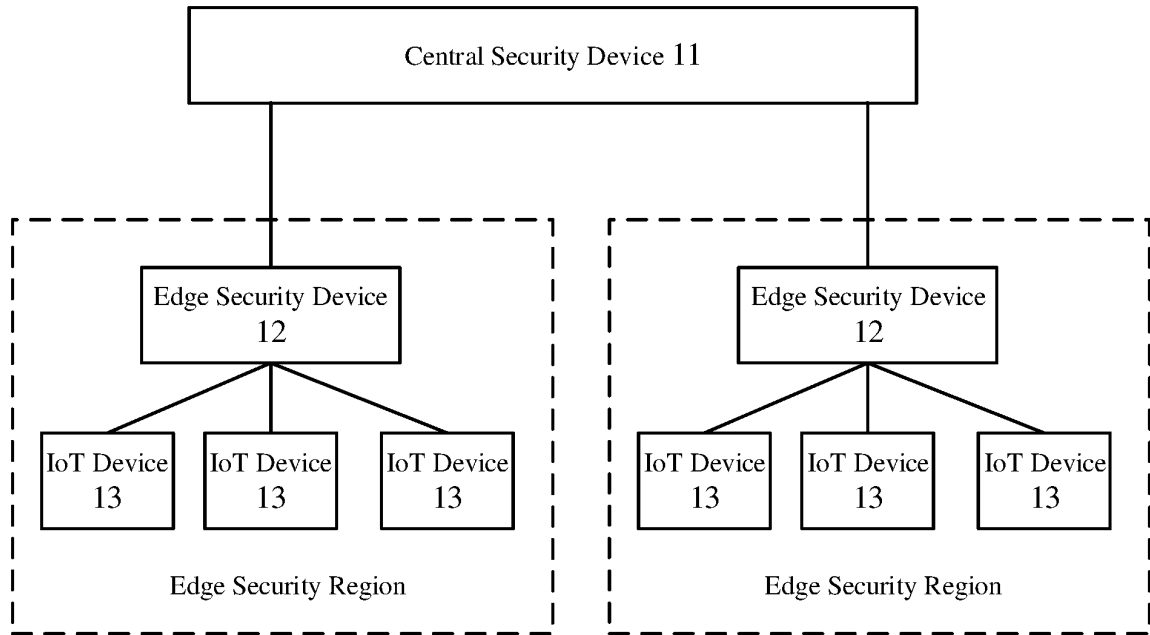 Central Security Device 11
Edge Security Device
12
IoT Device
13
IoT Device
13
IoT Device
13
Edge Security Region
Edge Security Device
12
IoT Device
13
IoT Device
13
IoT Device
13
Edge Security Region